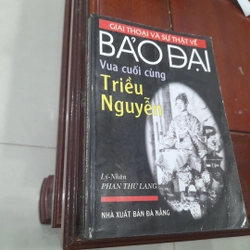 GIAI THOẠI VÀ SỰ THẬT VỀ
BẢO ĐẠI
Vua cuối cùng
Triều
Nguyễn
Lý-Nhân
PHAN THỨ LANG
NHÀ XUẤT BẢN ĐÀ NẴNG